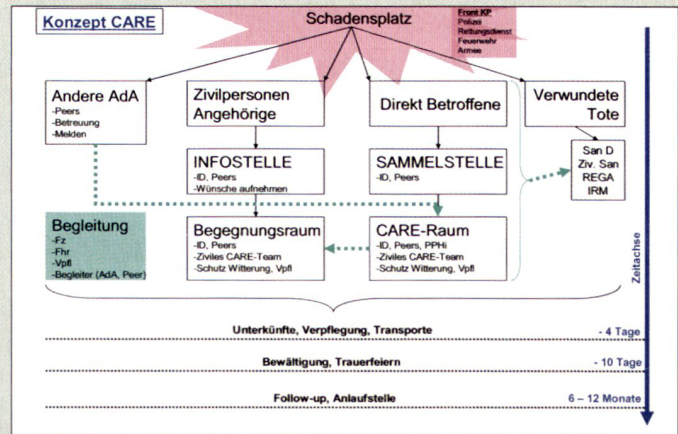 Konzept CARE
Schadensplatz
Front KP
Polizei
Rettungsdienst
Feuerwehr
Armee
Andere AdA
-Peers
-Betreuung
-Melden
Zivilpersonen
Angehörige
Direkt Betroffene
Verwundete
Tote
INFOSTELLE
-ID, Peers
-Wünsche aufnehmen
SAMMELSTELLE
-ID, Peers
San D
Ziv. San
REGA
IRM
Begleitung
-Fz
-Fhr
-Vpfl
-Begleiter (AdA, Peer)
Begegnungsraum
-ID, Peers
-Ziviles CARE-Team
-Schutz Witterung, Vpfl
CARE-Raum
-ID, Peers, PPHi
-Ziviles CARE-Team
-Schutz Witterung, Vpfl
Zeitachse
Unterkünfte, Verpflegung, Transporte
- 4 Tage
Bewältigung, Trauerfeiern
- 10 Tage
Follow-up, Anlaufstelle
6 – 12 Monate